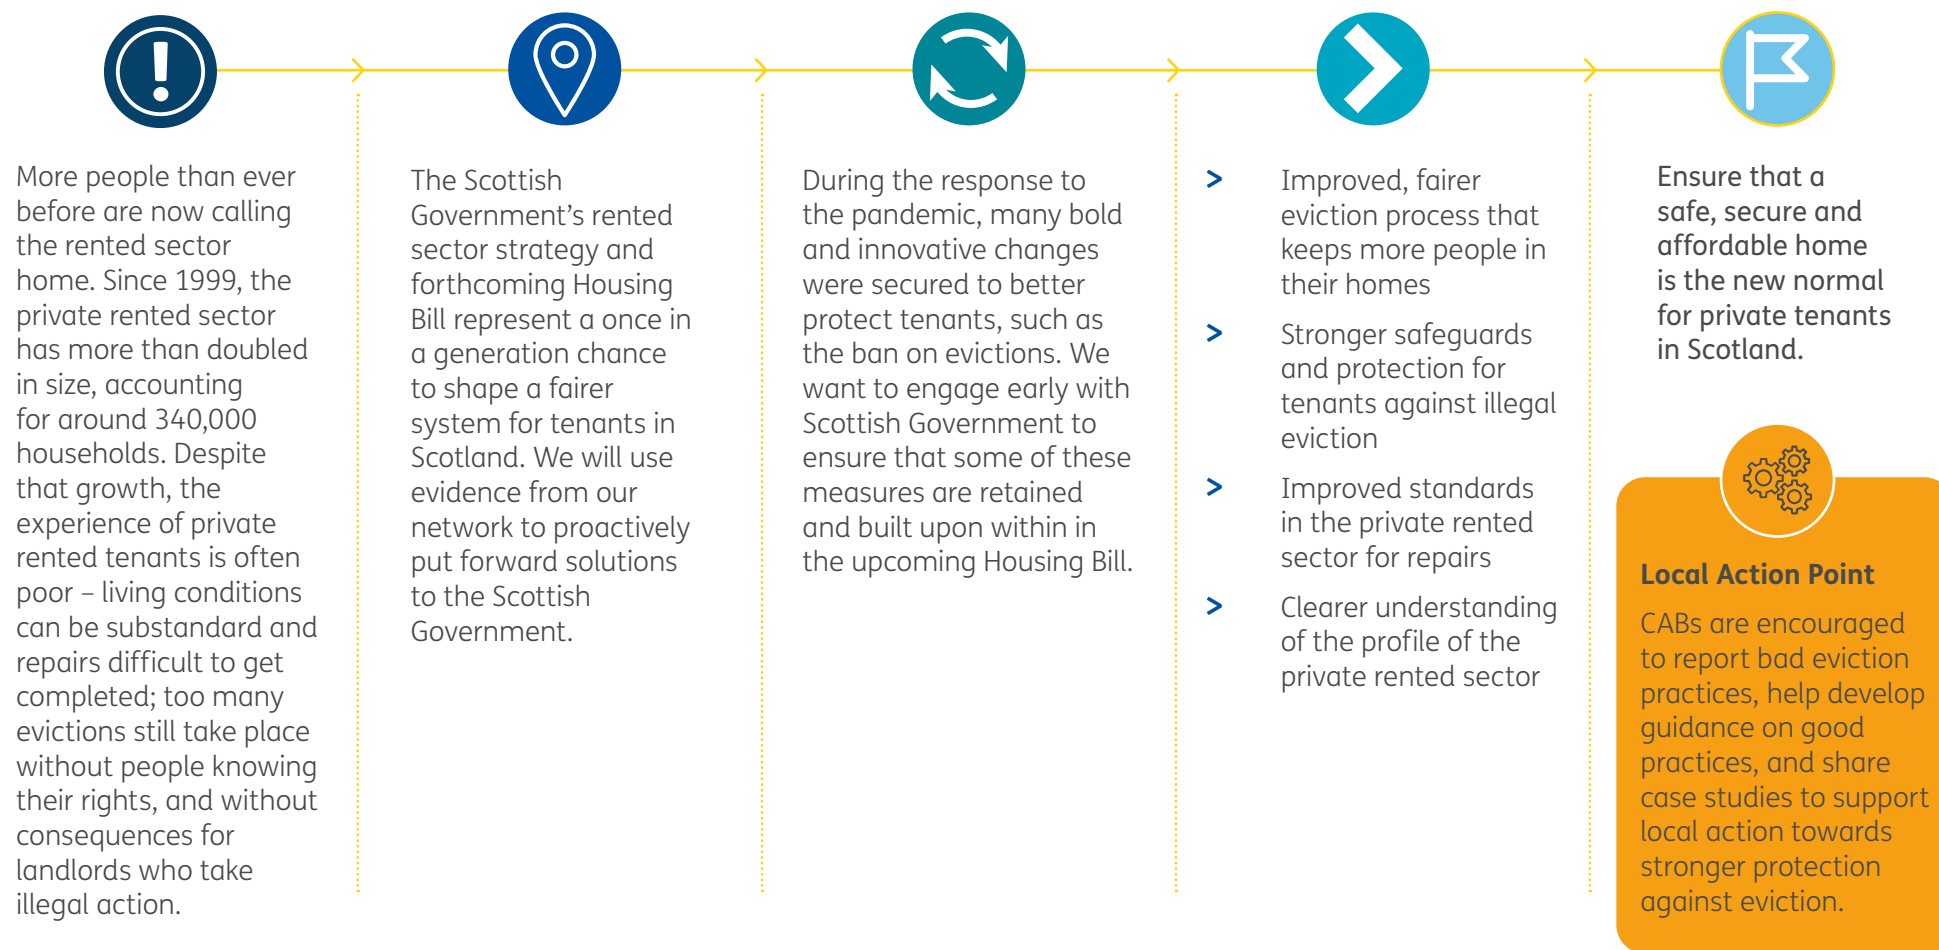 More people than ever
before are now calling
the rented sector
home. Since 1999, the
private rented sector
has more than doubled
in size, accounting
for around 340,000
households. Despite
that growth, the
experience of private
rented tenants is often
poor – living conditions
can be substandard and
repairs difficult to get
completed; too many
evictions still take place
without people knowing
their rights, and without
consequences for
landlords who take
illegal action.
The Scottish
Government’s rented
sector strategy and
forthcoming Housing
Bill represent a once in
a generation chance
to shape a fairer
system for tenants in
Scotland. We will use
evidence from our
network to proactively
put forward solutions
to the Scottish
Government.
During the response to
the pandemic, many bold
and innovative changes
were secured to better
protect tenants, such as
the ban on evictions. We
want to engage early with
Scottish Government to
ensure that some of these
measures are retained
and built upon within in
the upcoming Housing Bill.
> Improved, fairer
eviction process that
keeps more people in
their homes
> Stronger safeguards
and protection for
tenants against illegal
eviction
> Improved standards
in the private rented
sector for repairs
> Clearer understanding
of the profile of the
private rented sector
Ensure that a
safe, secure and
affordable home
is the new normal
for private tenants
in Scotland.
Local Action Point
CABs are encouraged
to report bad eviction
practices, help develop
guidance on good
practices, and share
case studies to support
local action towards
stronger protection
against eviction.